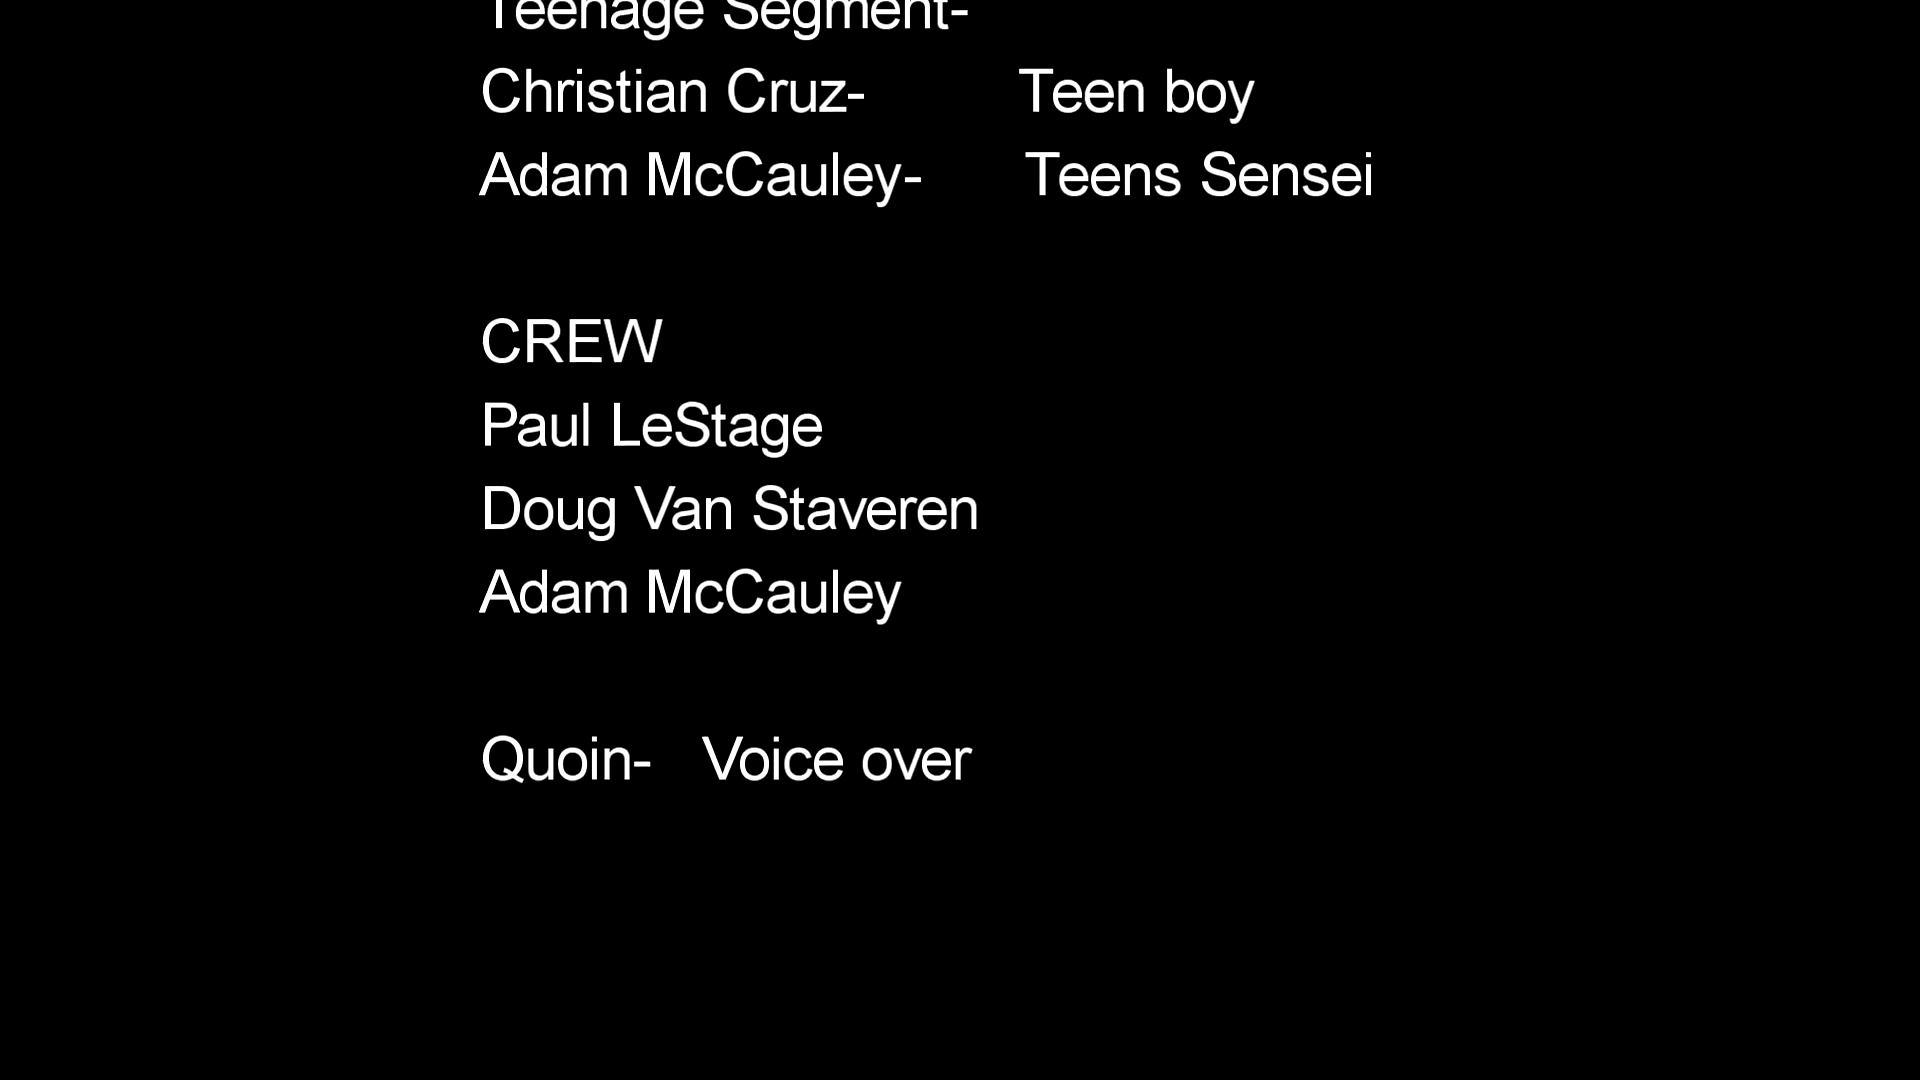 Teenage Segment-
Christian Cruz- Teen boy
Adam McCauley- Teens Sensei
CREW
Paul LeStage
Doug Van Staveren
Adam McCauley
Quoin- Voice over